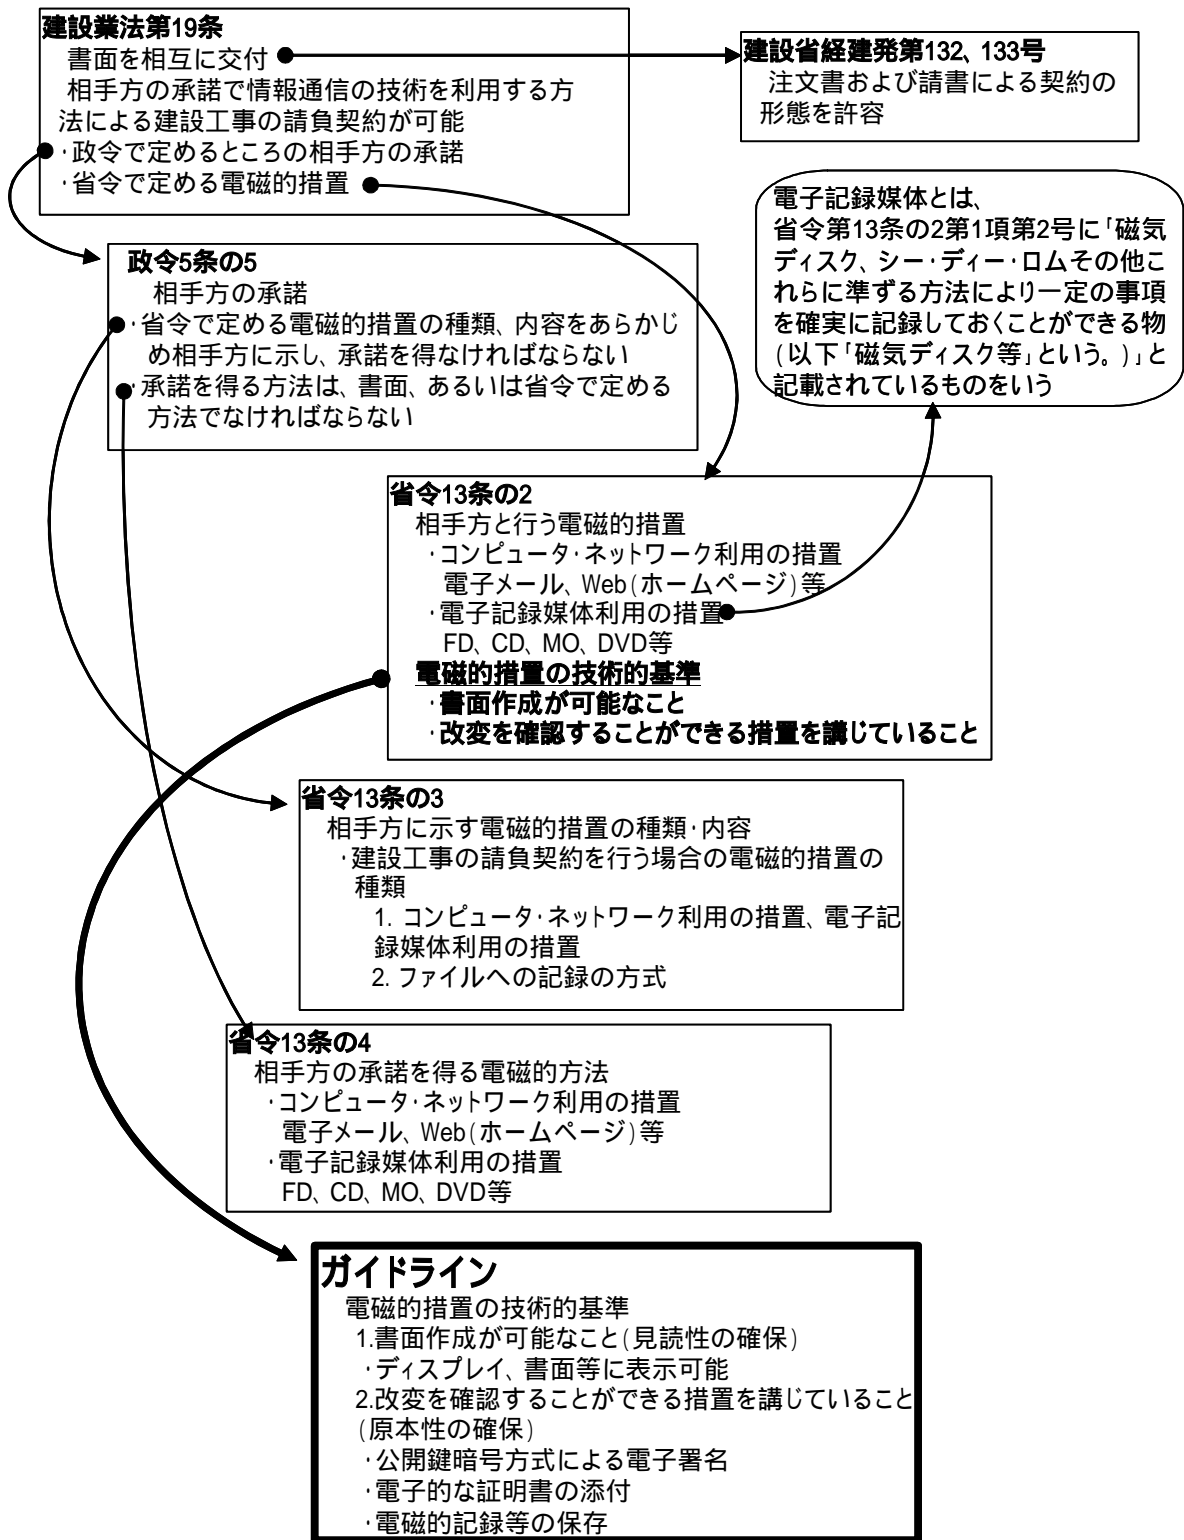 建設業法第19条
書面を相互に交付
相手方の承諾で情報通信の技術を利用する方
法による建設工事の請負契約が可能
・政令で定めるところの相手方の承諾
・省令で定める電磁的措置
建設省経建発第132、133号
注文書および請書による契約の
形態を許容
電子記録媒体とは、
省令第13条の2第1項第2号に「磁気
ディスク、シー・ディー・ロムその他こ
れらに準ずる方法により一定の事項
を確実に記録しておくことができる物
(以下「磁気ディスク等」という。)」と
記載されているものをいう
政令5条の5
相手方の承諾
・省令で定める電磁的措置の種類、内容をあらかじ
め相手方に示し、承諾を得なければならない
・承諾を得る方法は、書面、あるいは省令で定める
方法でなければならない
省令13条の2
相手方と行う電磁的措置
・コンピュータ・ネットワーク利用の措置
電子メール、Web(ホームページ)等
・電子記録媒体利用の措置
FD、CD、MO、DVD等
電磁的措置の技術的基準
・書面作成が可能なこと
・改変を確認することができる措置を講じていること
省令13条の3
相手方に示す電磁的措置の種類・内容
・建設工事の請負契約を行う場合の電磁的措置の
種類
1. コンピュータ・ネットワーク利用の措置、電子記
録媒体利用の措置
2. ファイルへの記録の方式
省令13条の4
相手方の承諾を得る電磁的方法
・コンピュータ・ネットワーク利用の措置
電子メール、Web(ホームページ)等
・電子記録媒体利用の措置
FD、CD、MO、DVD等
ガイドライン
電磁的措置の技術的基準
1.書面作成が可能なこと(見読性の確保)
・ディスプレイ、書面等に表示可能
2.改変を確認することができる措置を講じていること
(原本性の確保)
・公開鍵暗号方式による電子署名
・電子的な証明書の添付
・電磁的記録等の保存